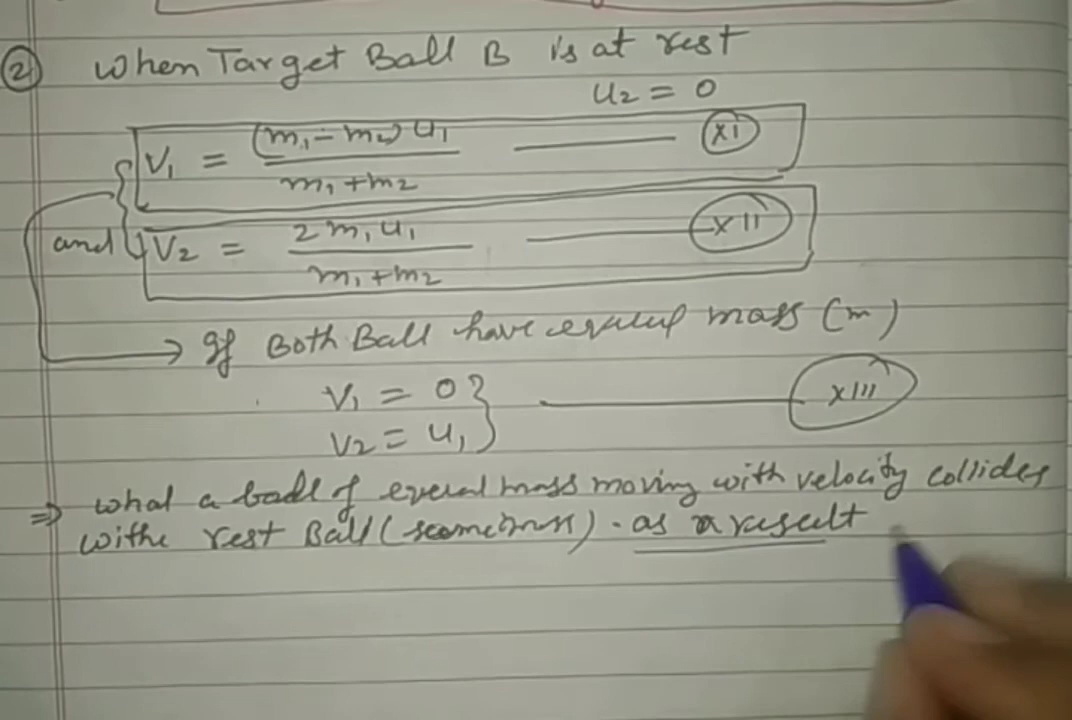 (2) When Target Ball B is at rest
u2 = 0
V1 = (m1 - m2) u1 / m1 + m2 (XI)
and V2 = 2 m1 u1 / m1 + m2 (XII)
→ If Both Ball have equal mass (m)
V1 = 0 }
V2 = u1 } (XIII)
⇒ what a ball of equal mass moving with velocity collides
withe rest Ball (same mass). as a result